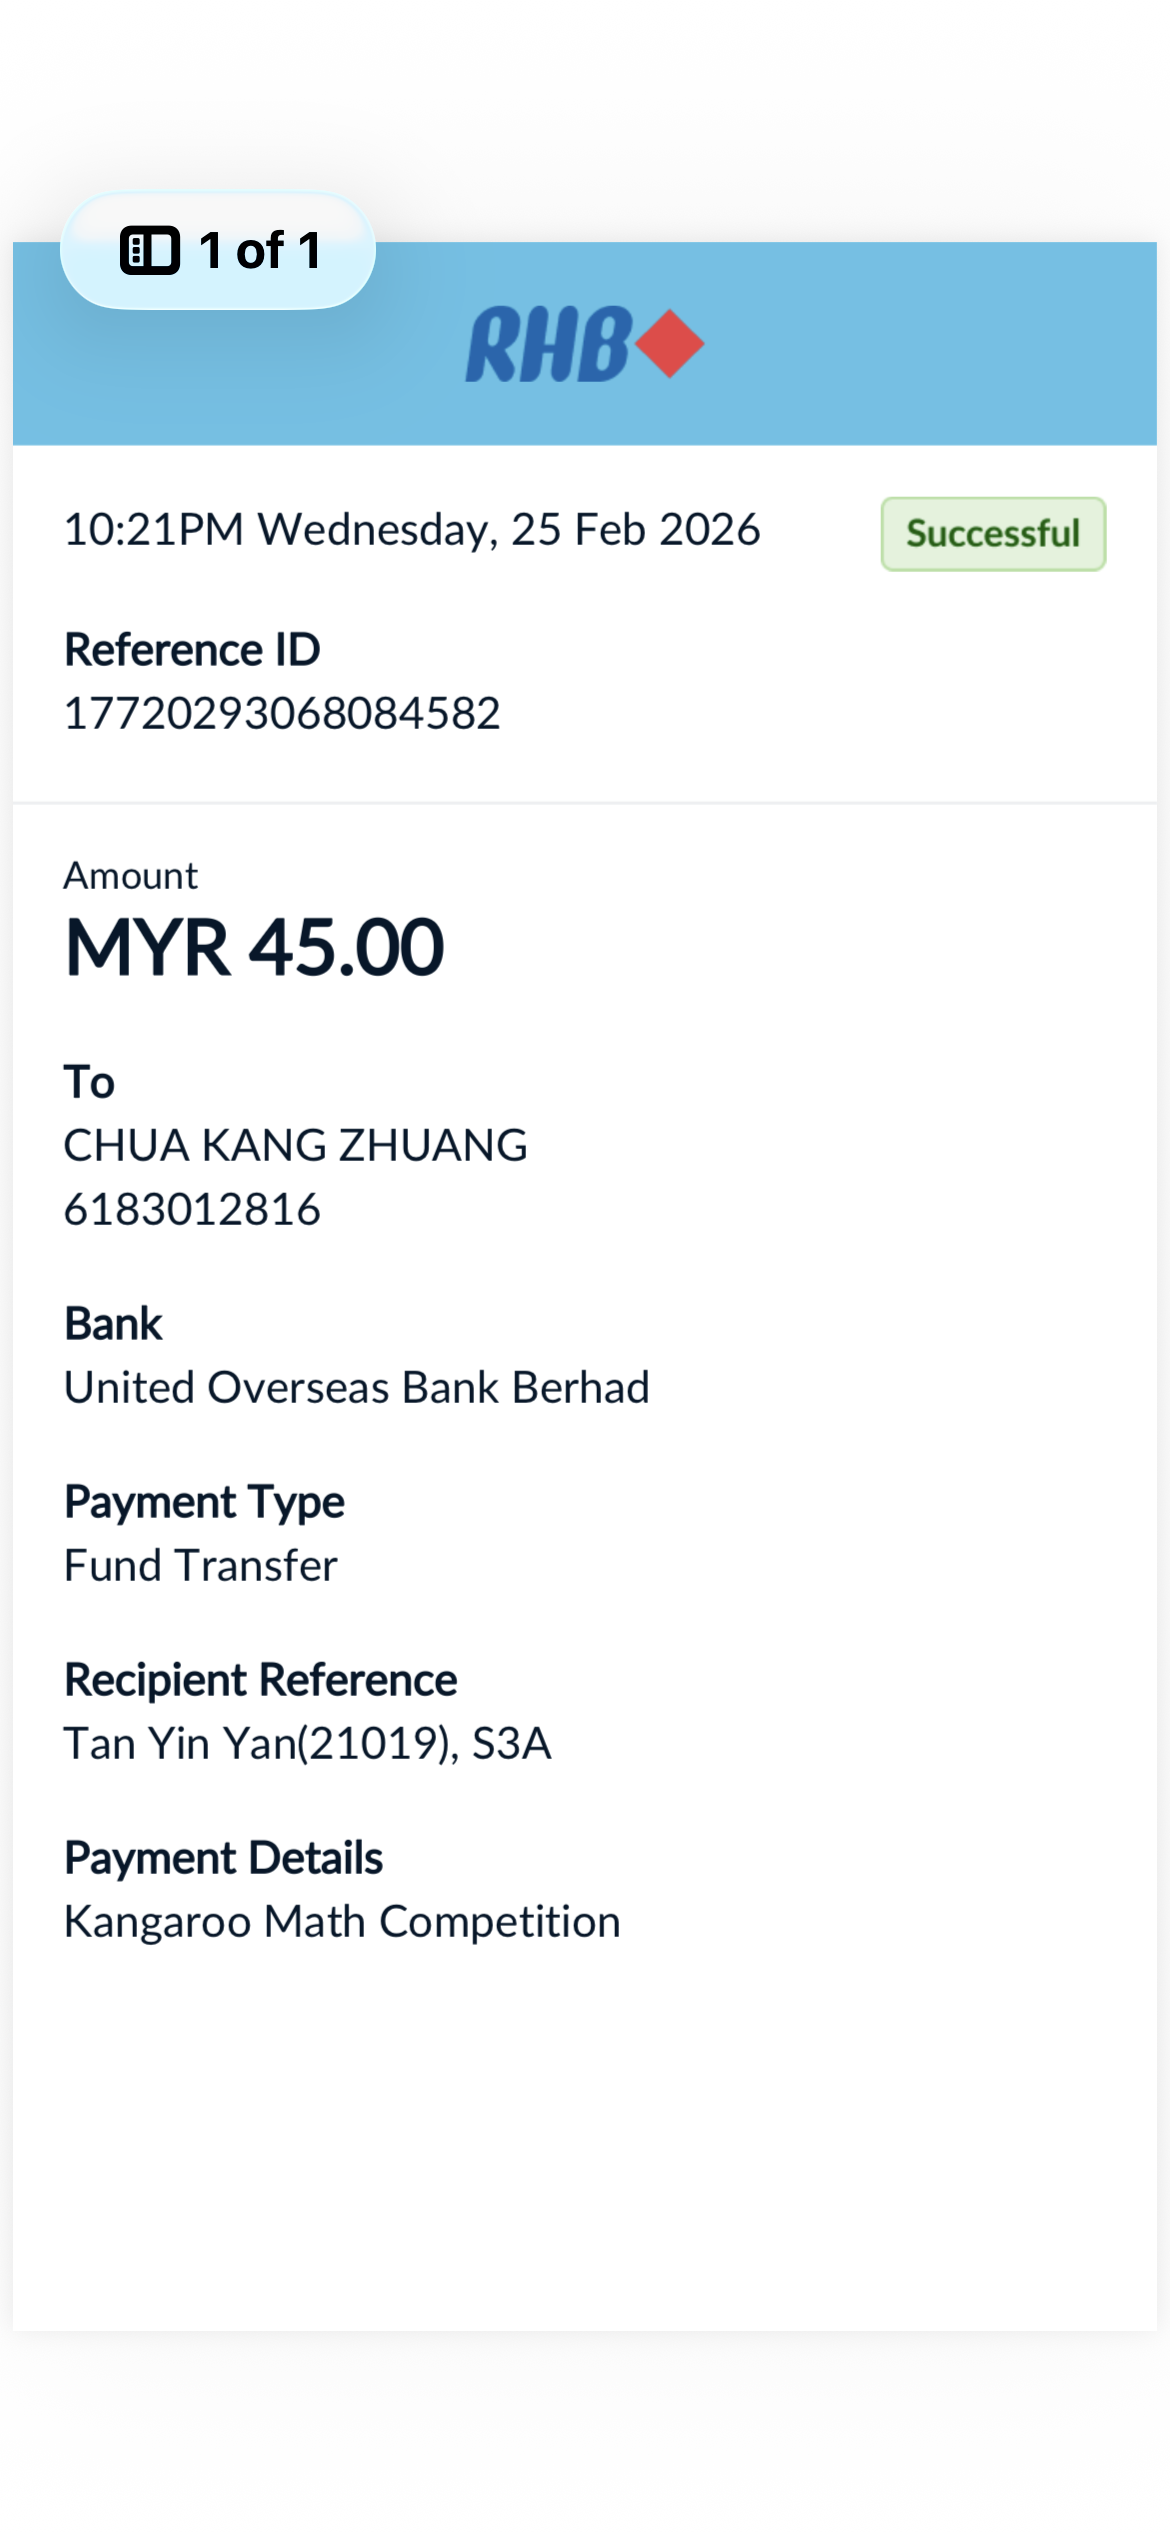 1 of 1
RHB
10:21PM Wednesday, 25 Feb 2026
Successful
Reference ID
17720293068084582
Amount
MYR 45.00
To
CHUA KANG ZHUANG
6183012816
Bank
United Overseas Bank Berhad
Payment Type
Fund Transfer
Recipient Reference
Tan Yin Yan(21019), S3A
Payment Details
Kangaroo Math Competition